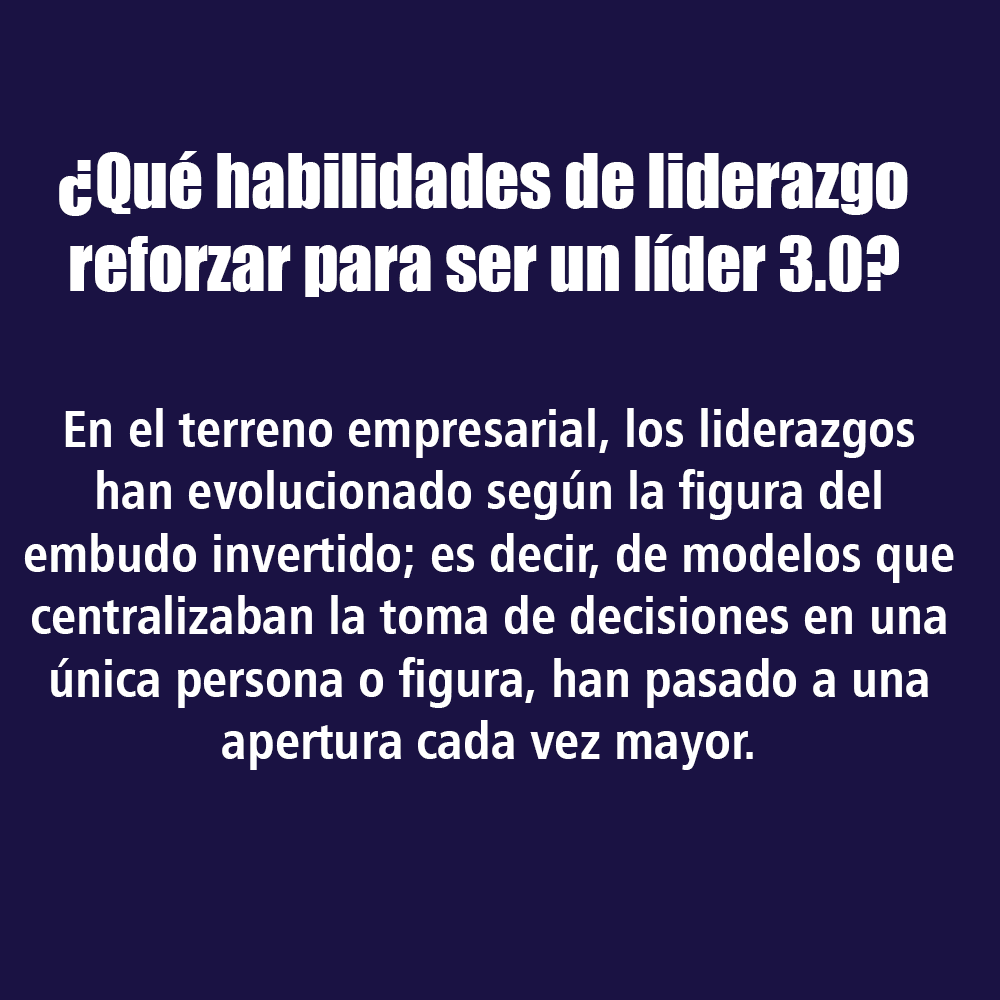 ¿Qué habilidades de liderazgo
reforzar para ser un líder 3.0?
En el terreno empresarial, los liderazgos
han evolucionado según la figura del
embudo invertido; es decir, de modelos que
centralizaban la toma de decisiones en una
única persona o figura, han pasado a una
apertura cada vez mayor.